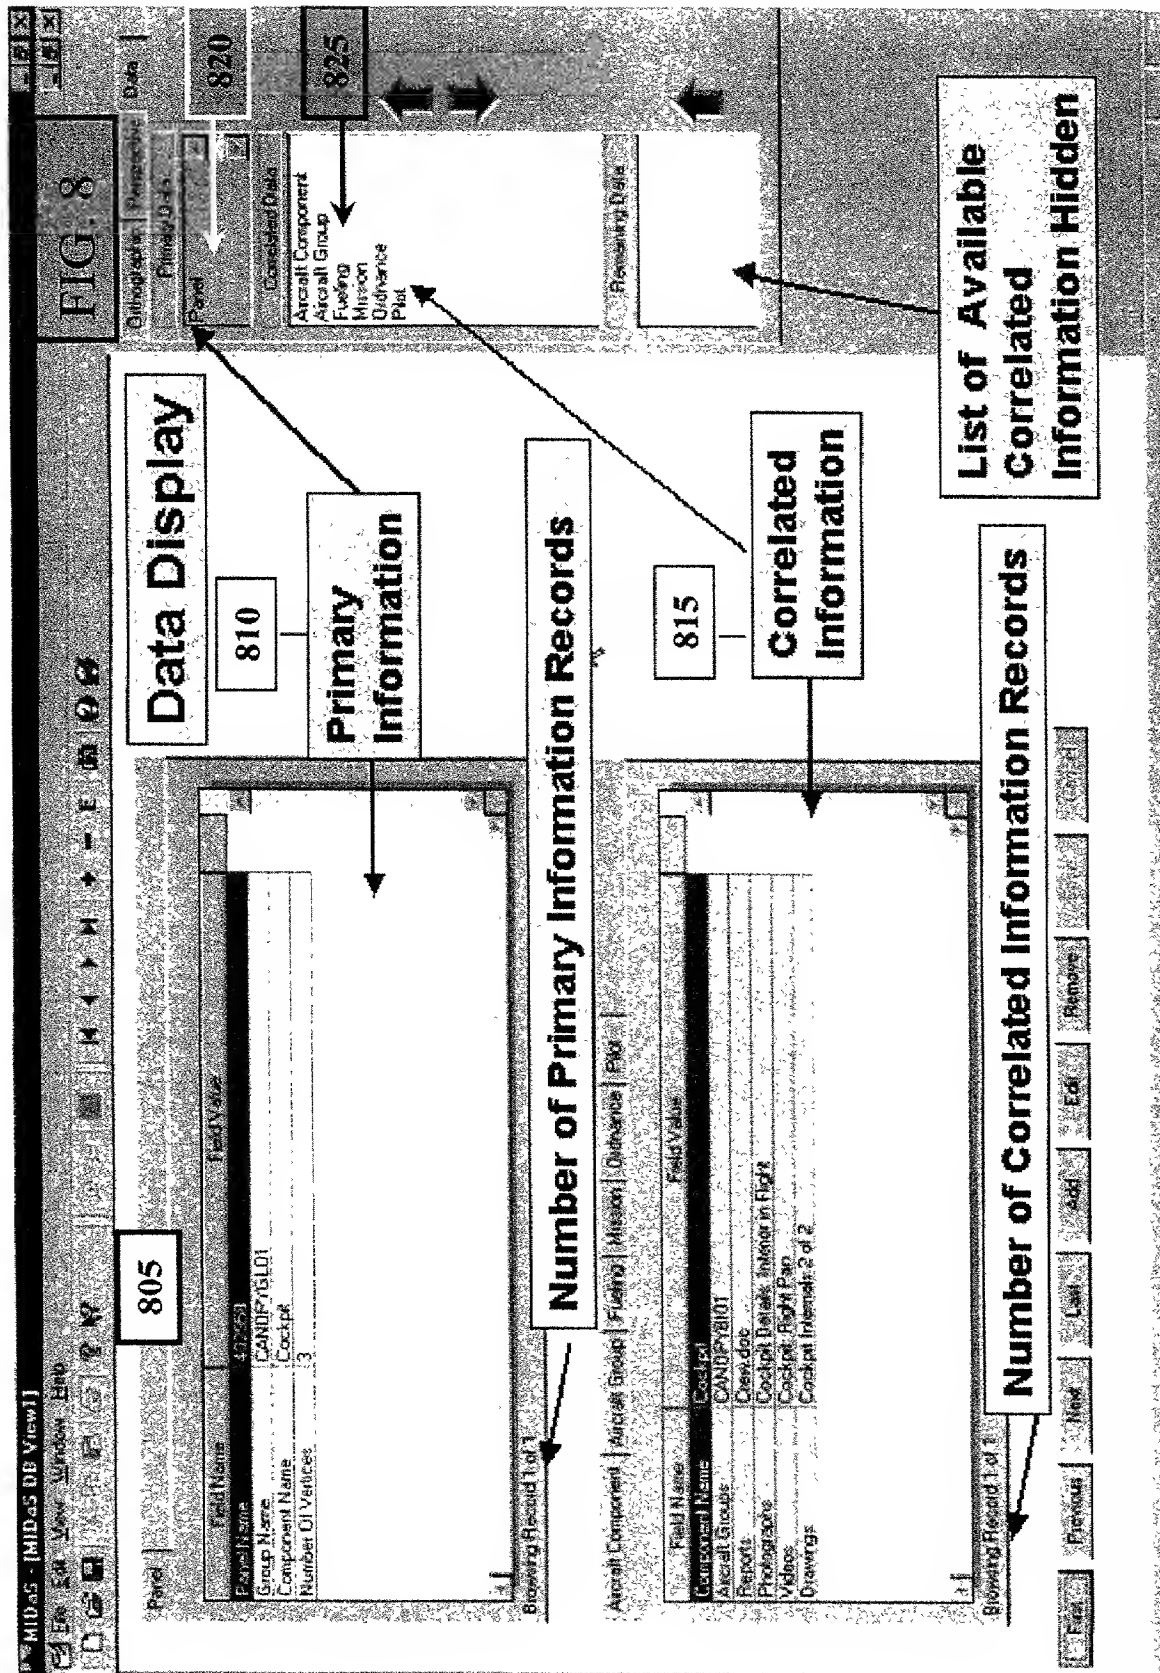 MIDaS - [MIDaS DB View1]
File Edit View Window Help
FIG. 8
805
Data Display
Orthographic Perspective Data
Primary Data
Panel
820
Correlated Data
825
Aircraft Component
Aircraft Group
Fueling
Mission
Ordnance
Pilot
Remaining Data
Panel
Field Name Field Value
Panel Name
Group Name
Component Name Cockpit
Number Of Vertices 3
Browsing Record 1 of 1
810
Primary
Information
Number of Primary Information Records
Aircraft Component Aircraft Group Fueling Mission Ordnance Pilot
Field Name Field Value
Component Name Cockpit
Aircraft Groups
Reports Crew.doc
Photographs Cockpit Details Interior in Flight
Videos Cockpit Right Pan
Drawings Cockpit Internals 2 of 2
Browsing Record 1 of 1
815
Correlated
Information
Number of Correlated Information Records
List of Available
Correlated
Information Hidden
First Previous Next Last Add Edit Remove Cancel